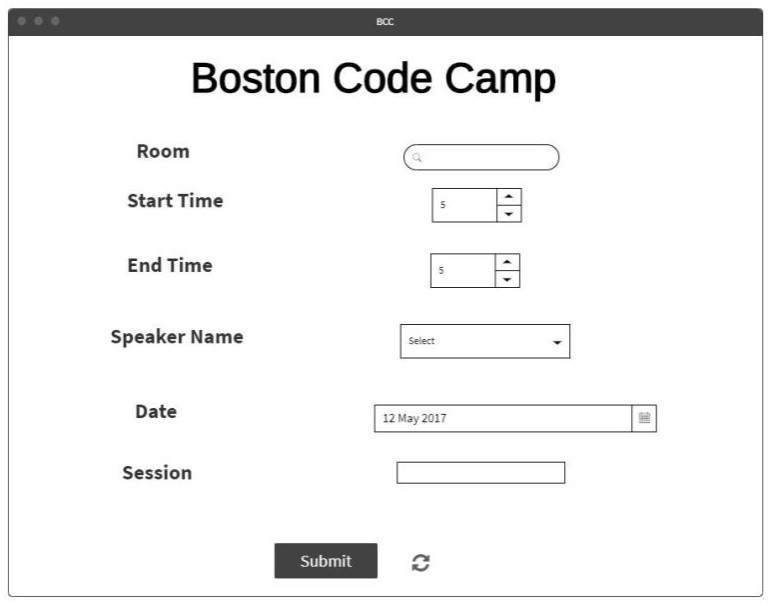 BCC
Boston Code Camp
Room
Start Time
5
End Time
5
Speaker Name
Select
Date
12 May 2017
Session
Submit